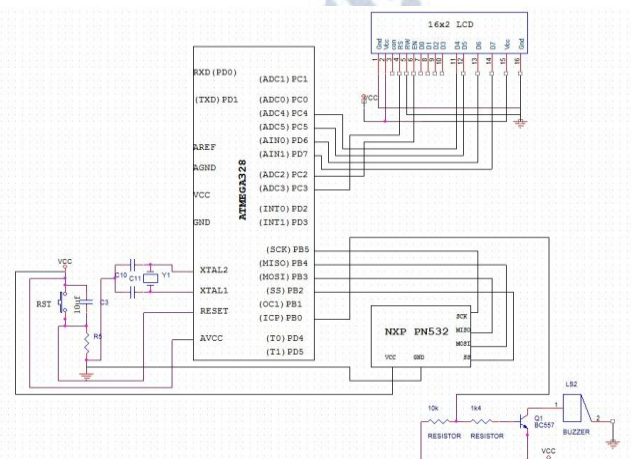 16x2 LCD
Gnd Vcc con RS RW EN D0 D1 D2 D3 D4 D5 D6 D7 Vcc Gnd
1 2 3 4 5 6 7 8 9 10 11 12 13 14 15 16
VCC
ATMEGA328
RXD(PD0)
(TXD)PD1
AREF
AGND
VCC
GND
XTAL2
XTAL1
RESET
AVCC
(ADC1)PC1
(ADC0)PC0
(ADC4)PC4
(ADC5)PC5
(AIN0)PD6
(AIN1)PD7
(ADC2)PC2
(ADC3)PC3
(INT0)PD2
(INT1)PD3
(SCK)PB5
(MISO)PB4
(MOSI)PB3
(SS)PB2
(OC1)PB1
(ICP)PB0
(T0)PD4
(T1)PD5
VCC
RST
10uf
C3
R5
C10
C11
Y1
NXP PN532
SCK
MISO
MOSI
SS
VCC GND
10k
RESISTOR
1k4
RESISTOR
Q1
BC557
LS2
1
2
BUZZER
VCC